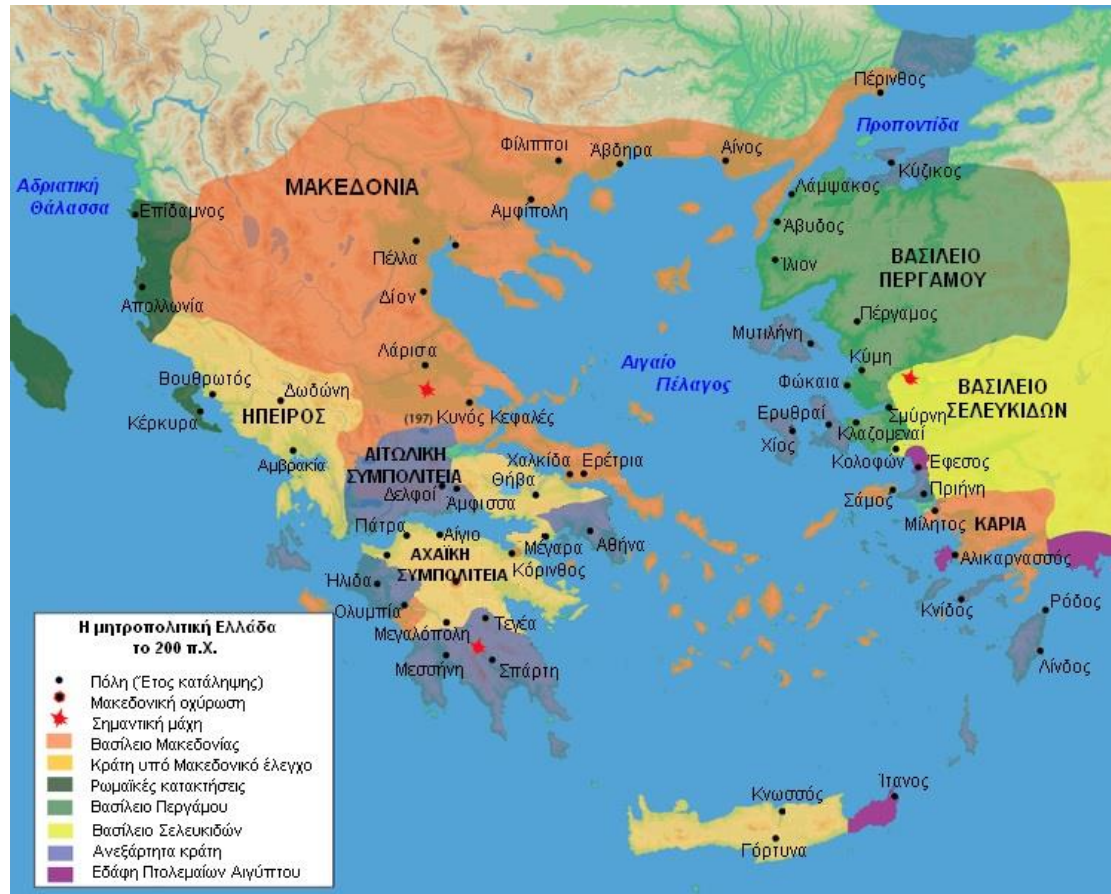 Πέρινθος
Προποντίδα
Φίλιπποι
Άβδηρα
Αίνος
Κύζικος
Αδριατική
Θάλασσα
ΜΑΚΕΔΟΝΙΑ
Λάμψακος
Επίδαμνος
Αμφίπολη
Άβυδος
ΒΑΣΙΛΕΙΟ
ΠΕΡΓΑΜΟΥ
Πέλλα
Ίλιον
Δίον
Απολλωνία
Πέργαμος
Μυτιλήνη
Λάρισα
Αιγαίο
Πέλαγος
Κύμη
Βουθρωτός
Δωδώνη
Φώκαια
ΒΑΣΙΛΕΙΟ
ΣΕΛΕΥΚΙΔΩΝ
ΗΠΕΙΡΟΣ
(197) Κυνός Κεφαλές
Ερυθραί
Σμύρνη
Κέρκυρα
Χίος
Κλαζομεναί
ΑΙΤΩΛΙΚΗ
ΣΥΜΠΟΛΙΤΕΙΑ
Αμβρακία
Χαλκίδα
Ερέτρια
Κολοφών
Έφεσος
Θήβα
Δελφοί
Άμφισσα
Σάμος
Πριήνη
Πάτρα
Αίγιο
Μέγαρα
Αθήνα
Μίλητος
ΚΑΡΙΑ
ΑΧΑΪΚΗ
ΣΥΜΠΟΛΙΤΕΙΑ
Κόρινθος
Αλικαρνασσός
Ήλιδα
Ολυμπία
Κνίδος
Ρόδος
Μεγαλόπολη
Τεγέα
Μεσσήνη
Σπάρτη
Λίνδος
Ίτανος
Κνωσσός
Γόρτυνα
Η μητροπολιτική Ελλάδα
το 200 π.Χ.
Πόλη (Έτος κατάληψης)
Μακεδονική οχύρωση
Σημαντική μάχη
Βασίλειο Μακεδονίας
Κράτη υπό Μακεδονικό έλεγχο
Ρωμαϊκές κατακτήσεις
Βασίλειο Περγάμου
Βασίλειο Σελευκιδών
Ανεξάρτητα κράτη
Εδάφη Πτολεμαίων Αιγύπτου